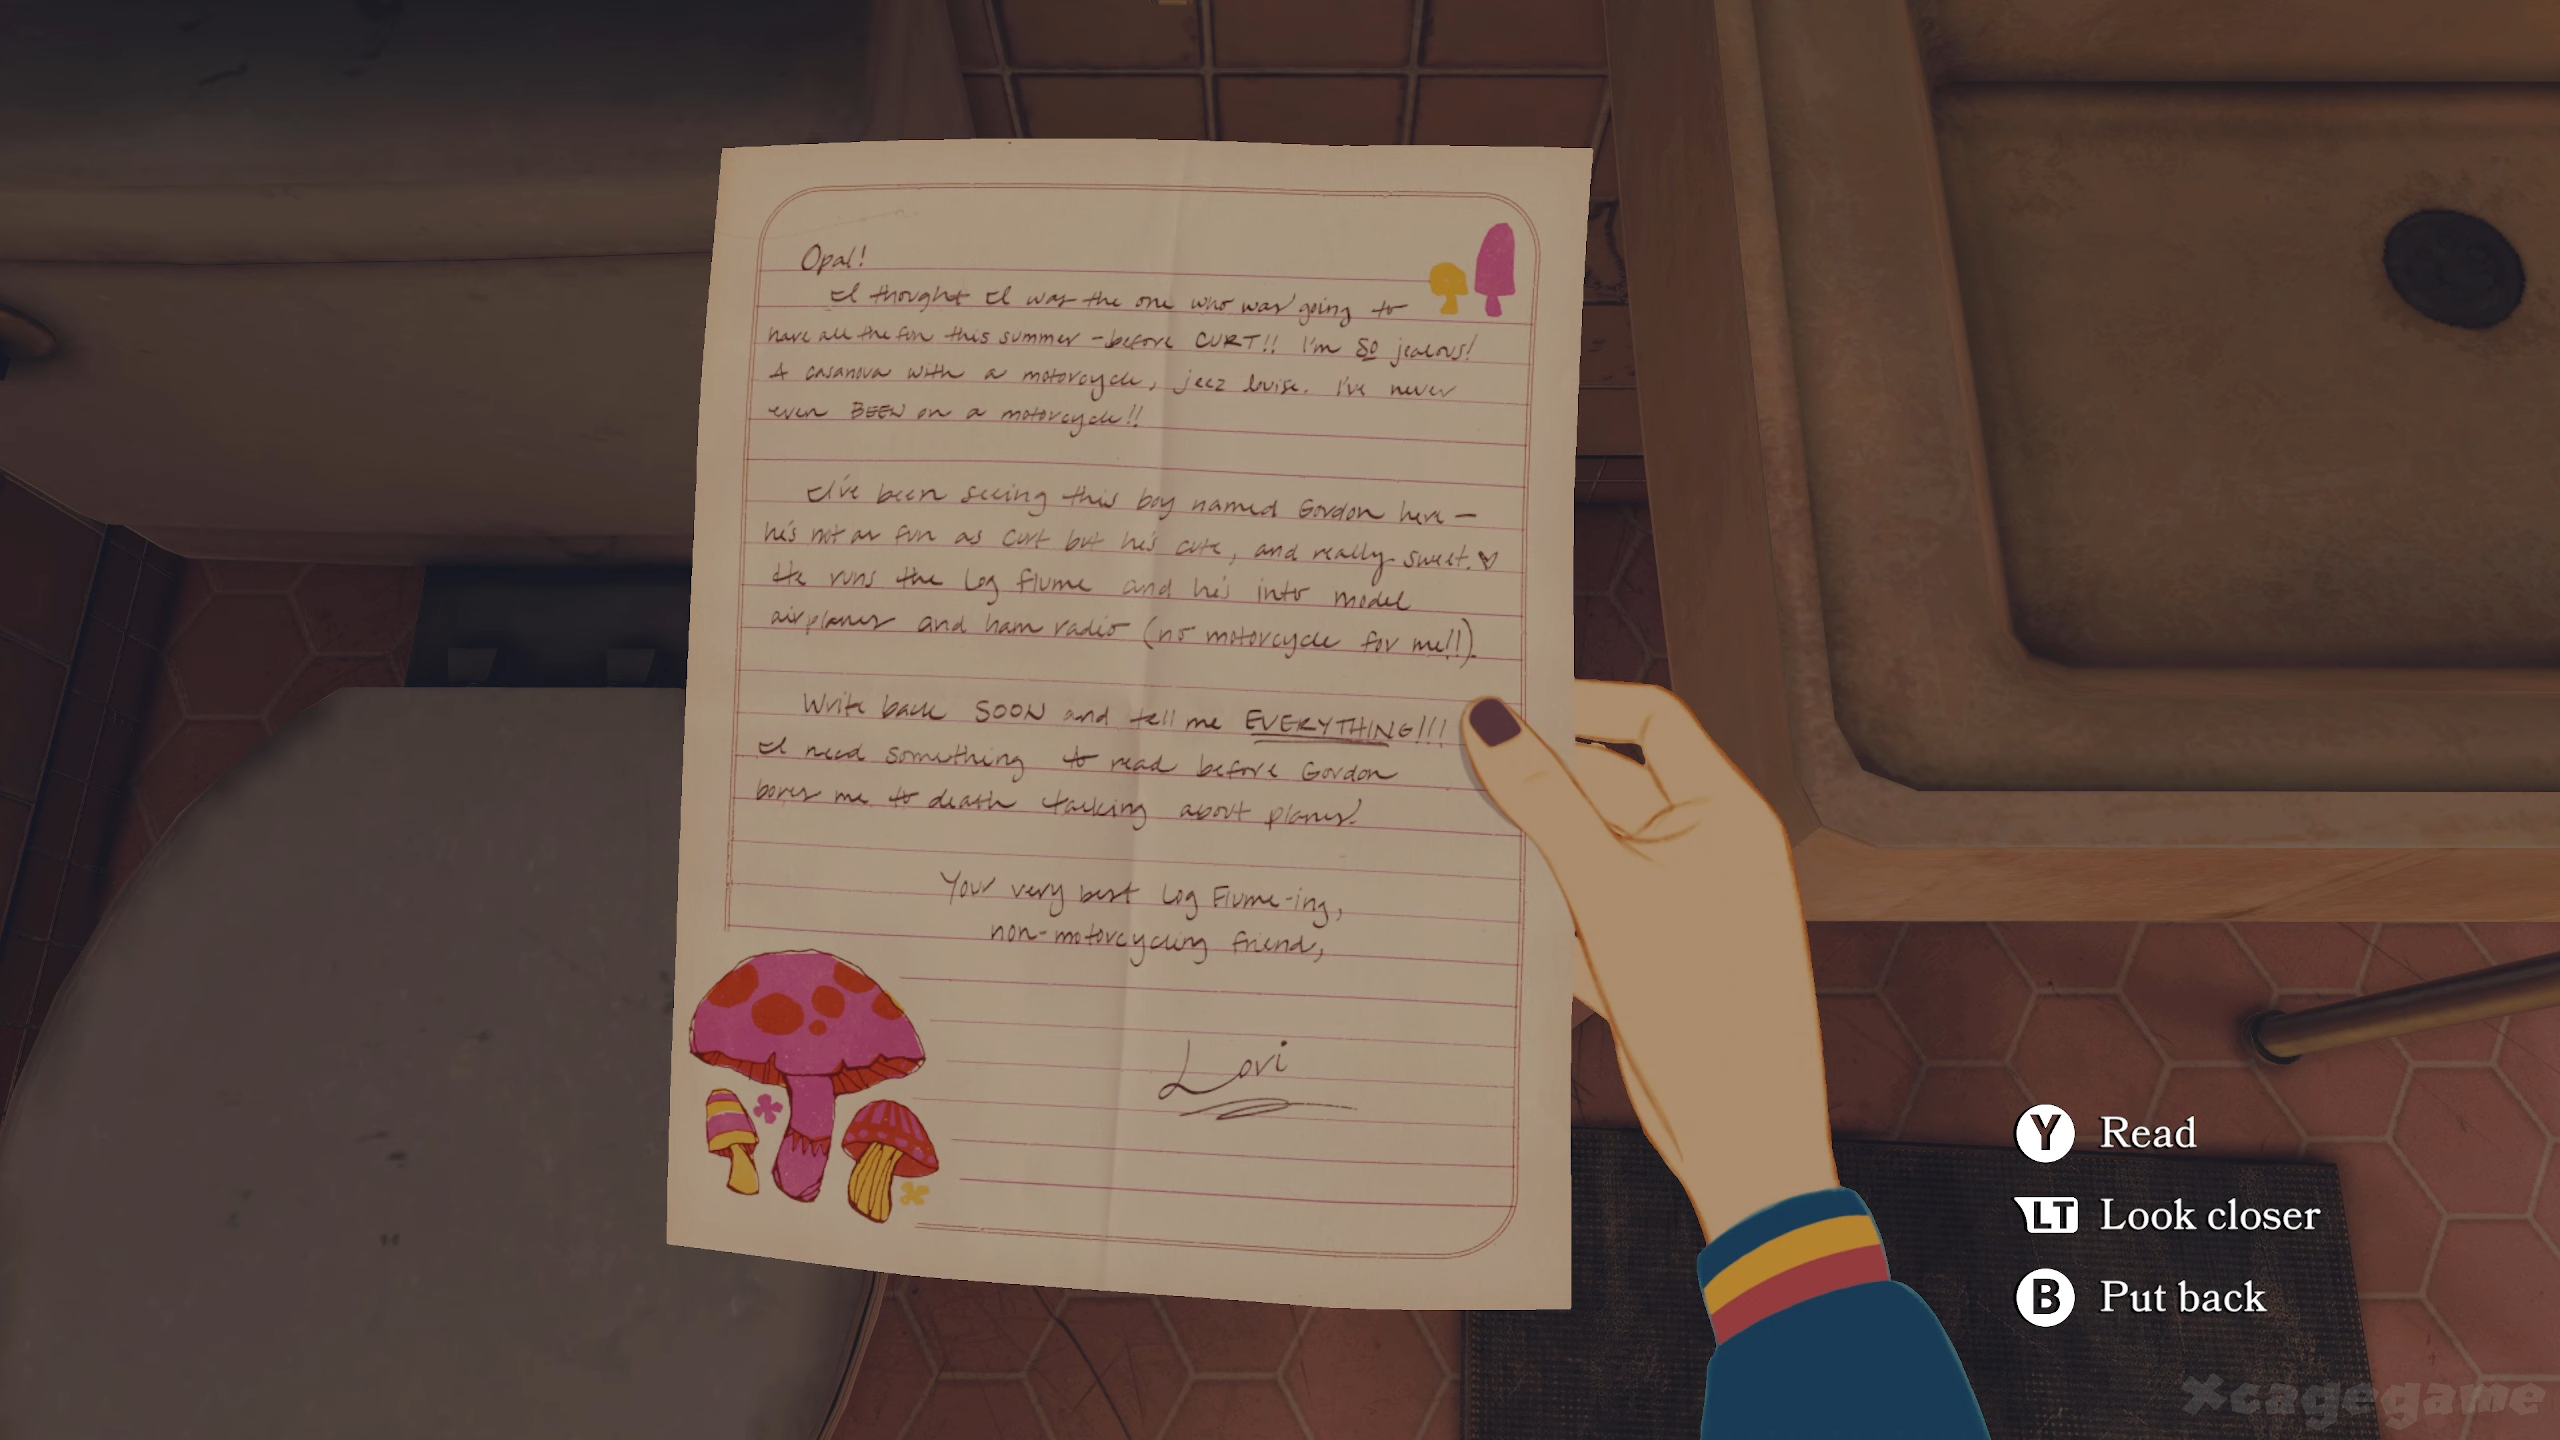 Opal!
I thought I was the one who was going to
have all the fun this summer - before CURT!! I'm SO jealous!
A casanova with a motorcycle, jeez louise. I've never
even BEEN on a motorcycle!!
I've been seeing this boy named Gordon here -
he's not as fun as Curt but he's cute, and really sweet. ♡
He runs the Log Flume and he's into model
airplanes and ham radio (no motorcycle for me!!).
Write back SOON and tell me EVERYTHING!!!
I need something to read before Gordon
bores me to death talking about planes!
Your very best Log Flume-ing,
non-motorcycling friend,
Lori
Y Read
LT Look closer
B Put back
Xcagegame